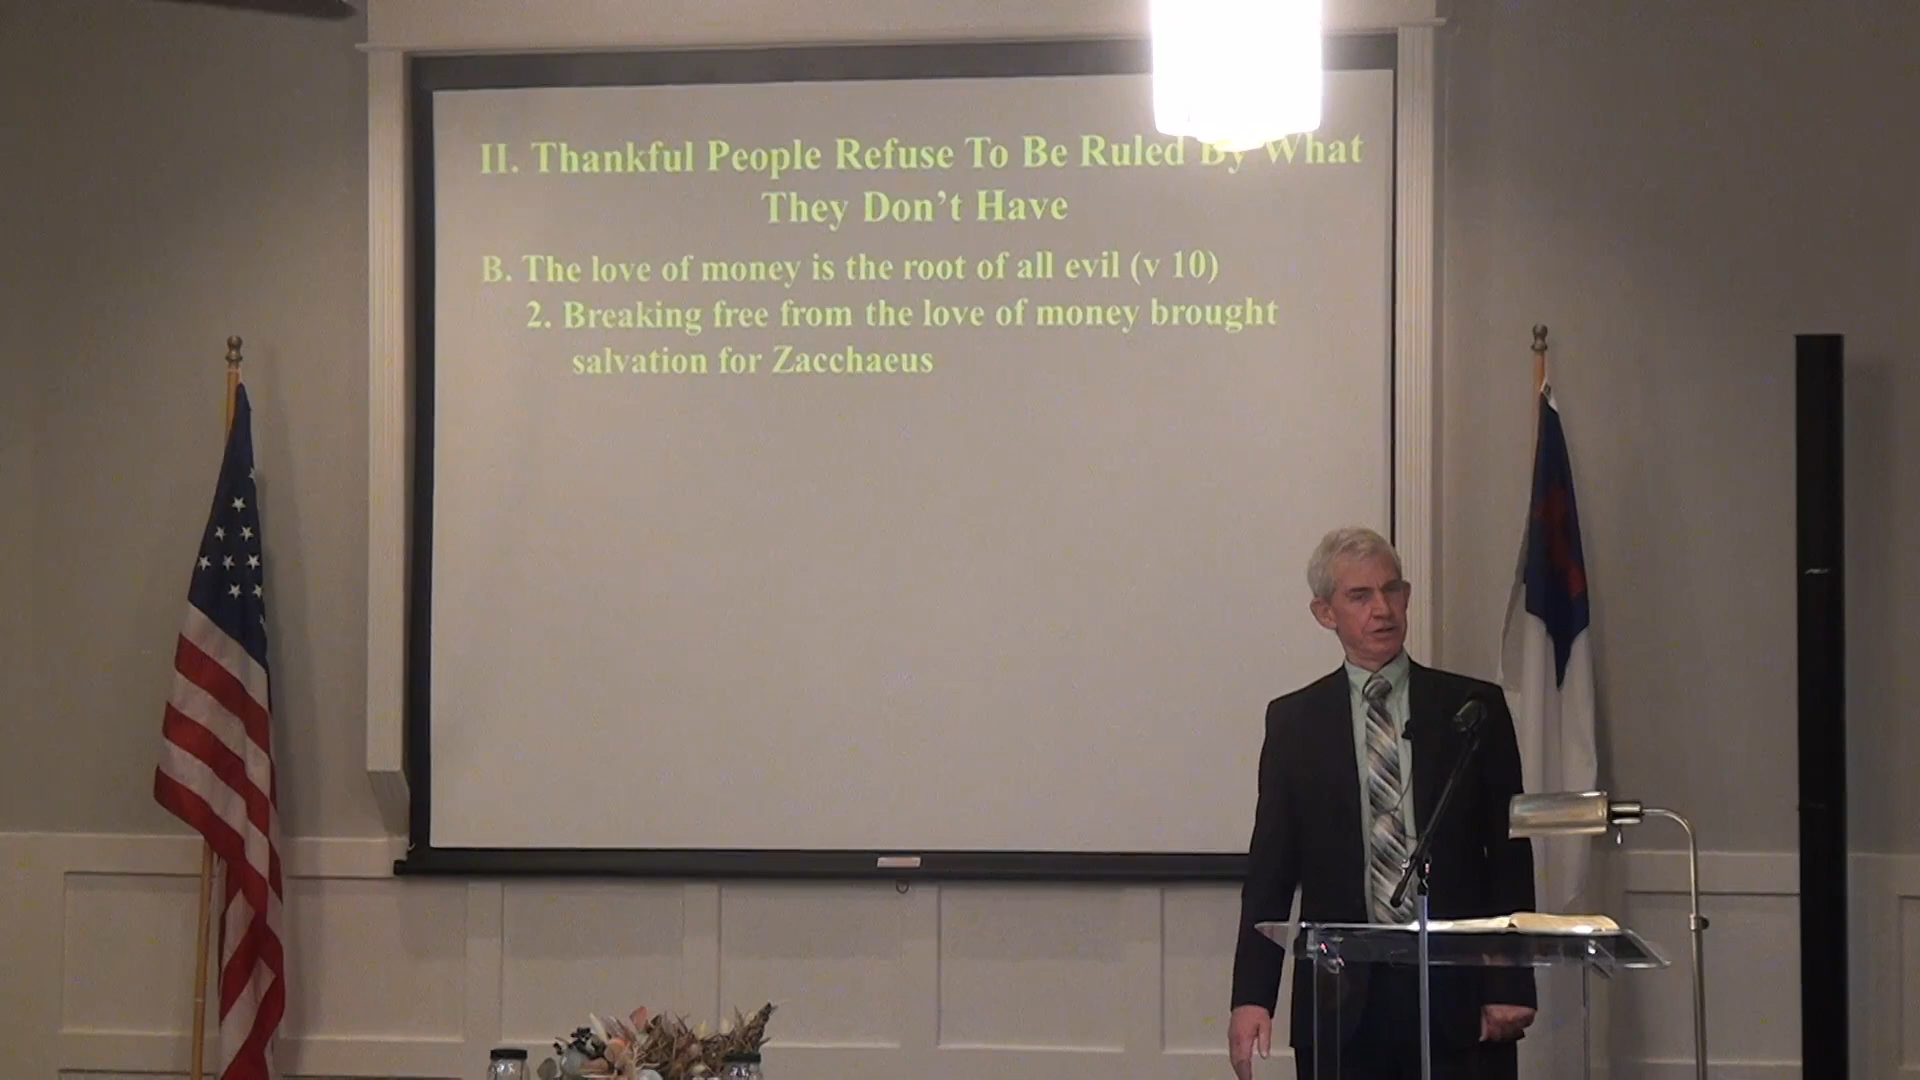 II. Thankful People Refuse To Be Ruled By What
They Don't Have
B. The love of money is the root of all evil (v 10)
2. Breaking free from the love of money brought
salvation for Zacchaeus